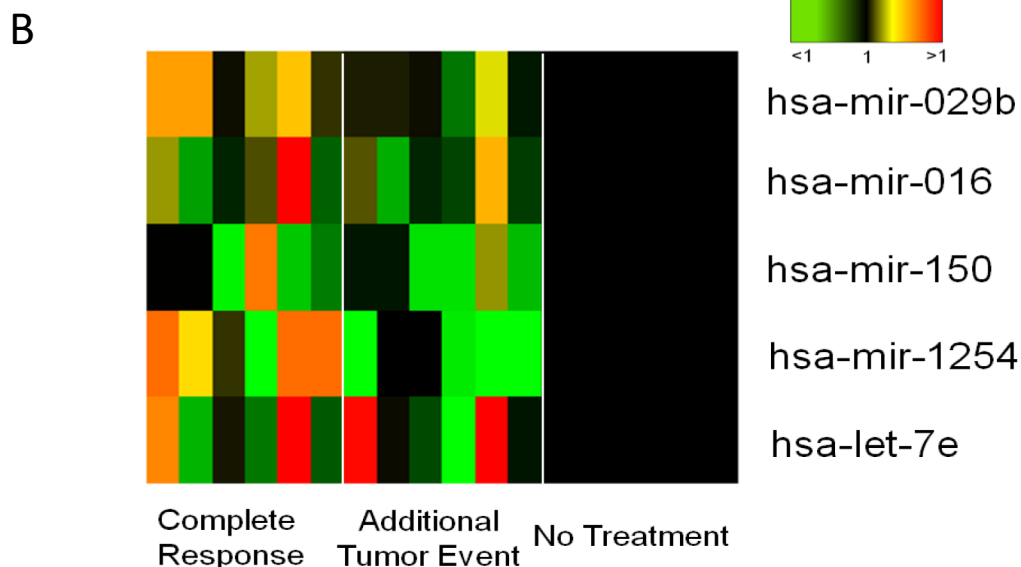 B
<1 1 >1
hsa-mir-029b
hsa-mir-016
hsa-mir-150
hsa-mir-1254
hsa-let-7e
Complete
Response
Additional
Tumor Event
No Treatment